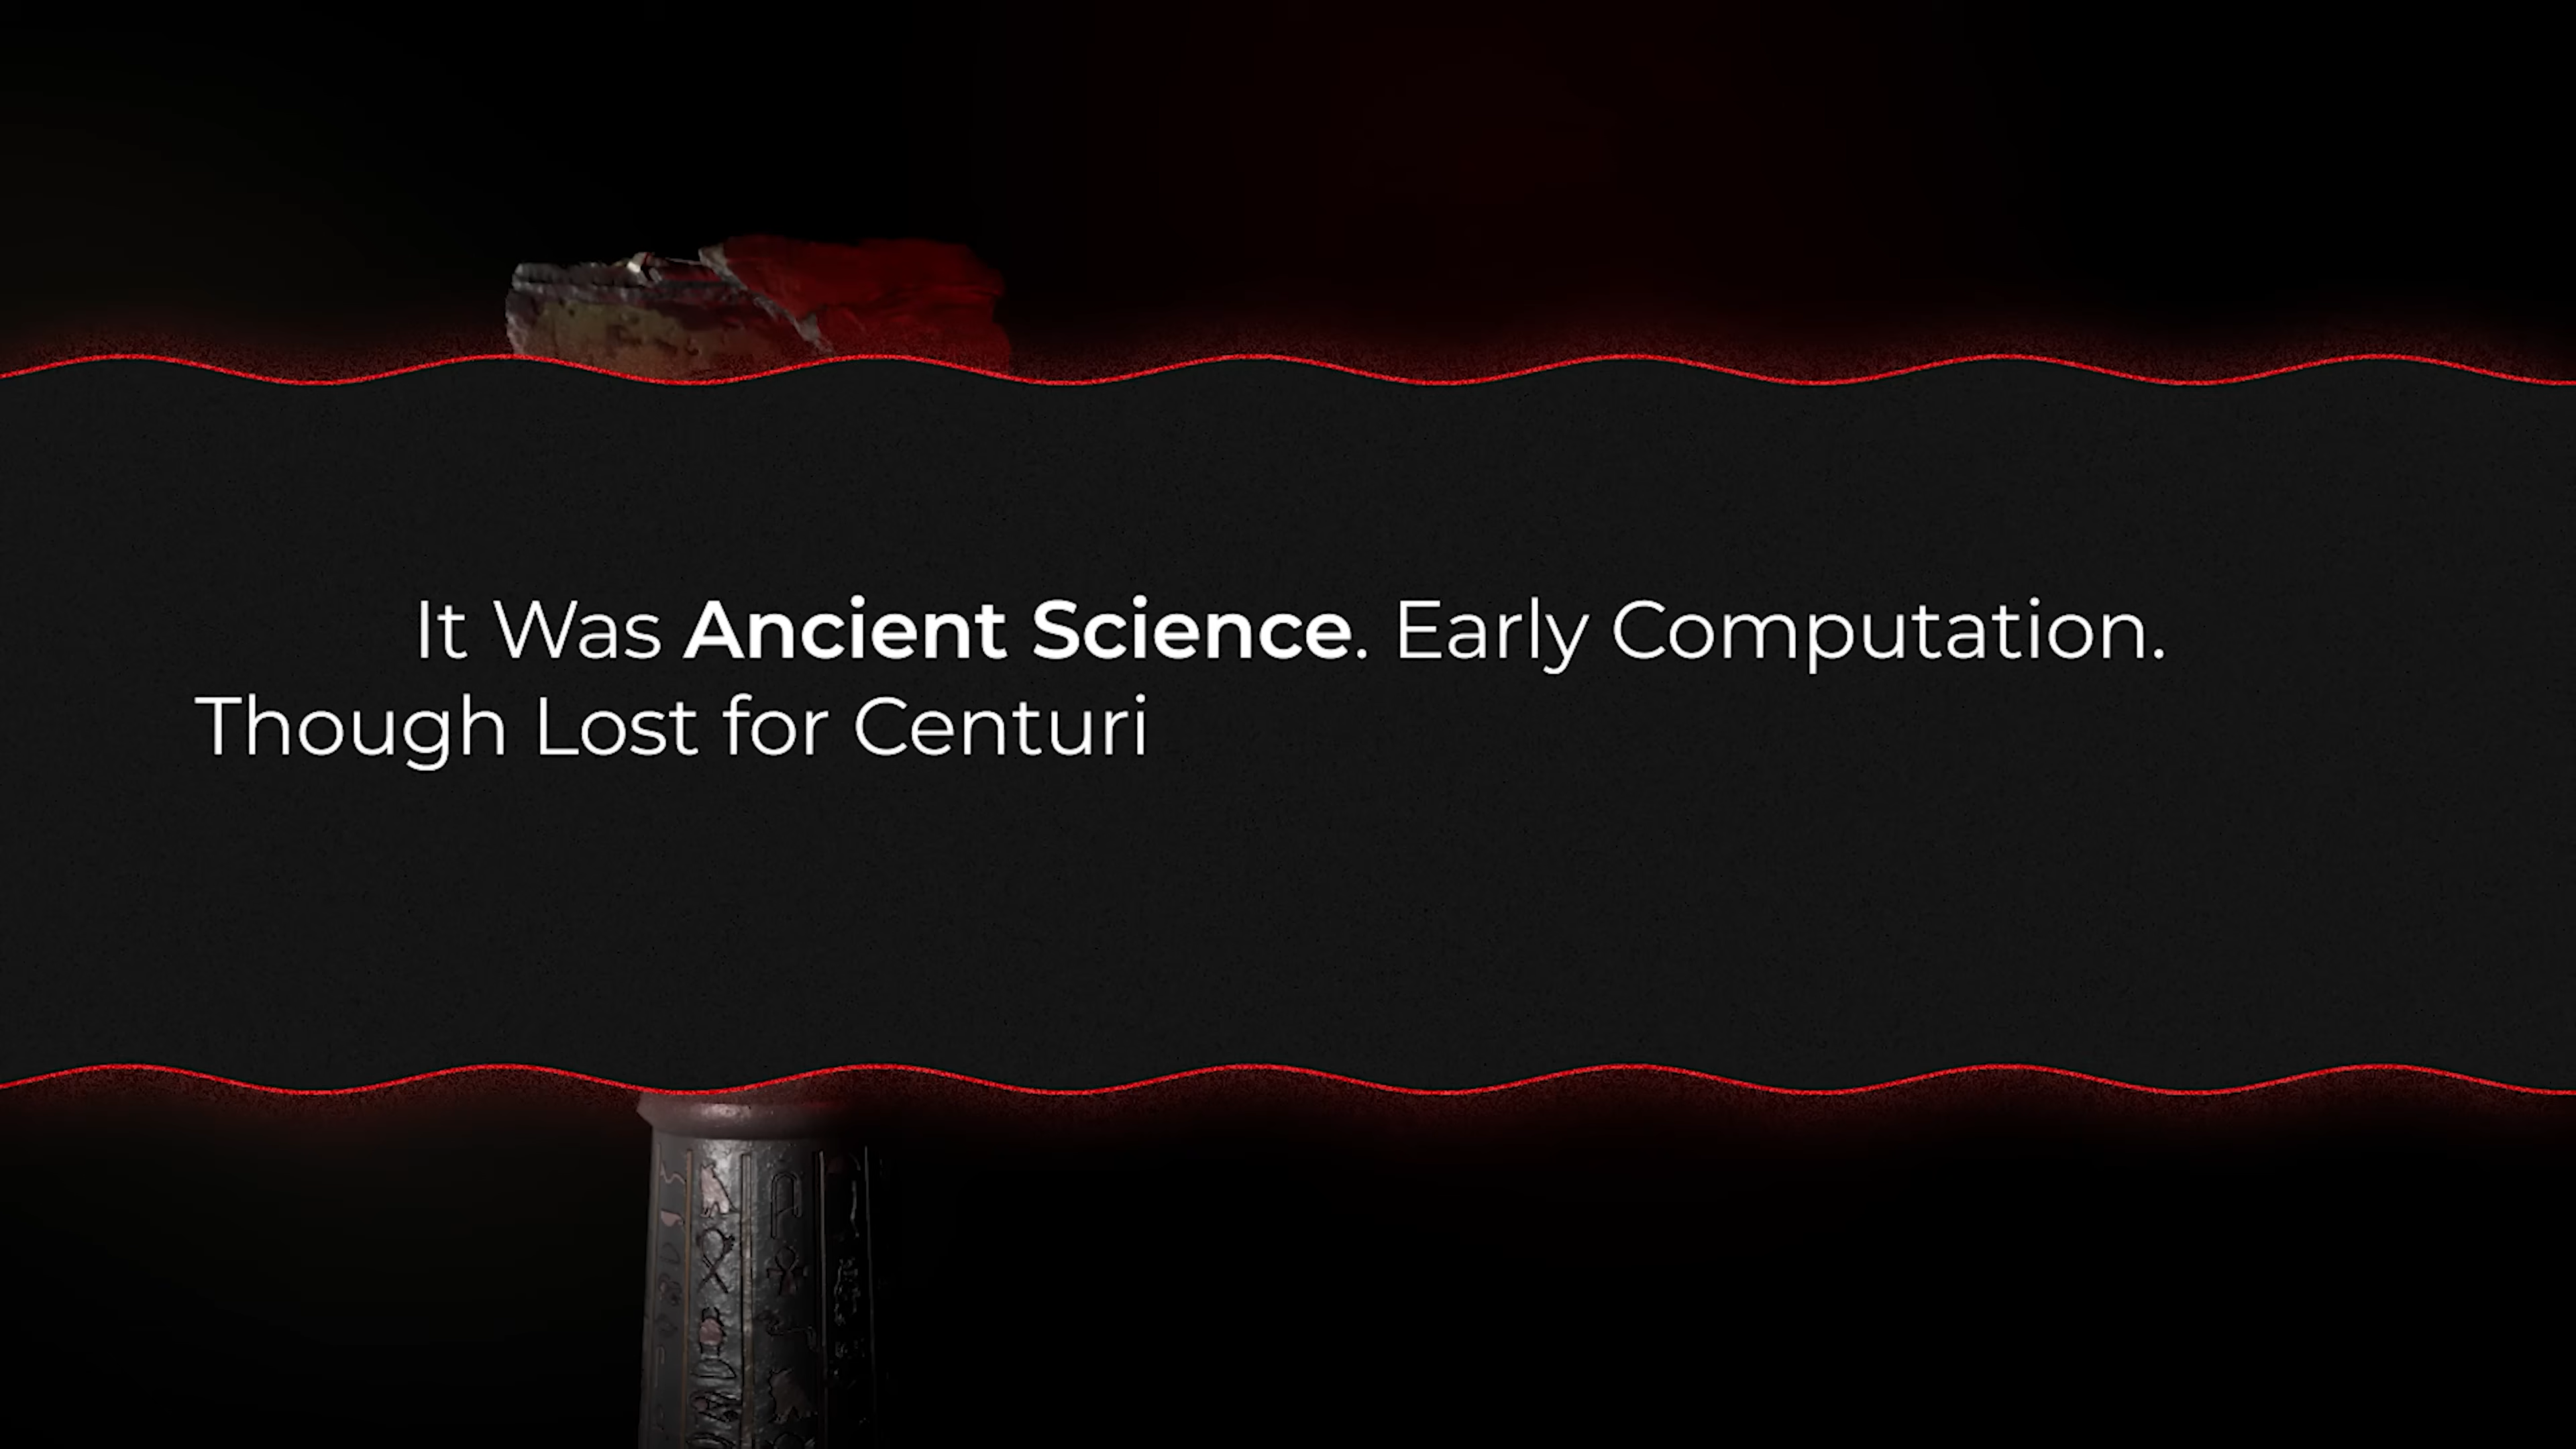 It Was Ancient Science. Early Computation.
Though Lost for Centuri